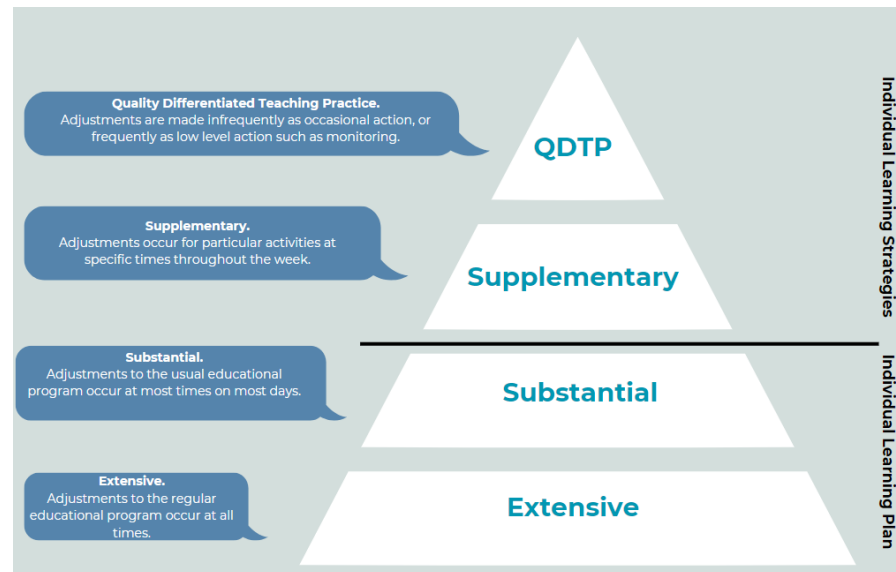 Quality Differentiated Teaching Practice.
Adjustments are made infrequently as occasional action, or
frequently as low level action such as monitoring.
QDTP
Supplementary.
Adjustments occur for particular activities at
specific times throughout the week.
Supplementary
Individual Learning Strategies
Substantial.
Adjustments to the usual educational
program occur at most times on most days.
Substantial
Extensive.
Adjustments to the regular
educational program occur at all
times.
Extensive
Individual Learning Plan